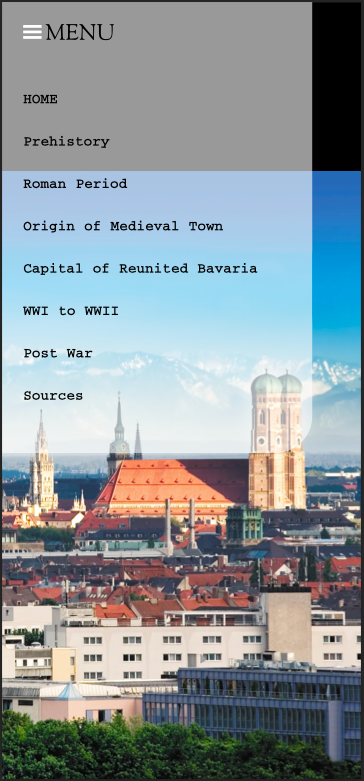 MENU
HOME
Prehistory
Roman Period
Origin of Medieval Town
Capital of Reunited Bavaria
WWI to WWII
Post War
Sources